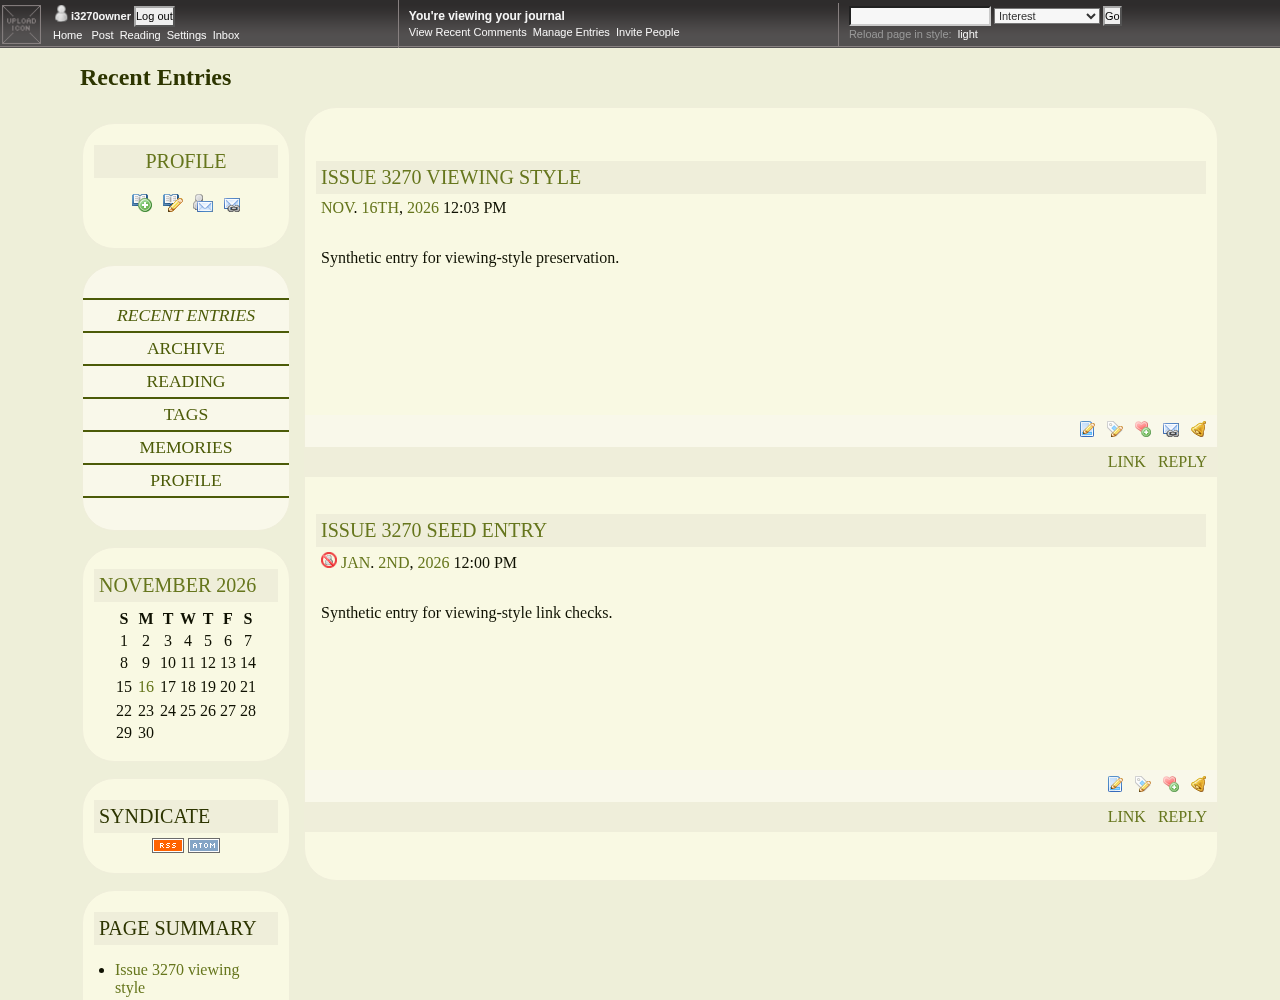 UPLOAD
ICON
i3270owner Log out
Home Post Reading Settings Inbox
You're viewing your journal
View Recent Comments Manage Entries Invite People
Interest Go
Reload page in style: light
Recent Entries
PROFILE
RECENT ENTRIES
ARCHIVE
READING
TAGS
MEMORIES
PROFILE
NOVEMBER 2026
S M T W T F S
1 2 3 4 5 6 7
8 9 10 11 12 13 14
15 16 17 18 19 20 21
22 23 24 25 26 27 28
29 30
SYNDICATE
RSS ATOM
PAGE SUMMARY
Issue 3270 viewing
style
ISSUE 3270 VIEWING STYLE
NOV. 16TH, 2026 12:03 PM
Synthetic entry for viewing-style preservation.
LINK REPLY
ISSUE 3270 SEED ENTRY
JAN. 2ND, 2026 12:00 PM
Synthetic entry for viewing-style link checks.
LINK REPLY